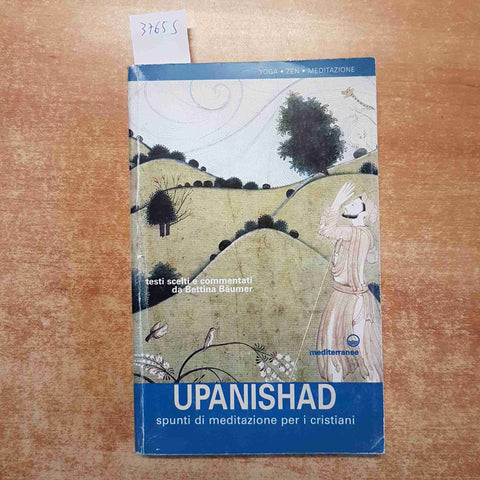 3765 S
YOGA • ZEN • MEDITAZIONE
testi scelti e commentati
da Bettina Bäumer
mediterranee
UPANISHAD
spunti di meditazione per i cristiani